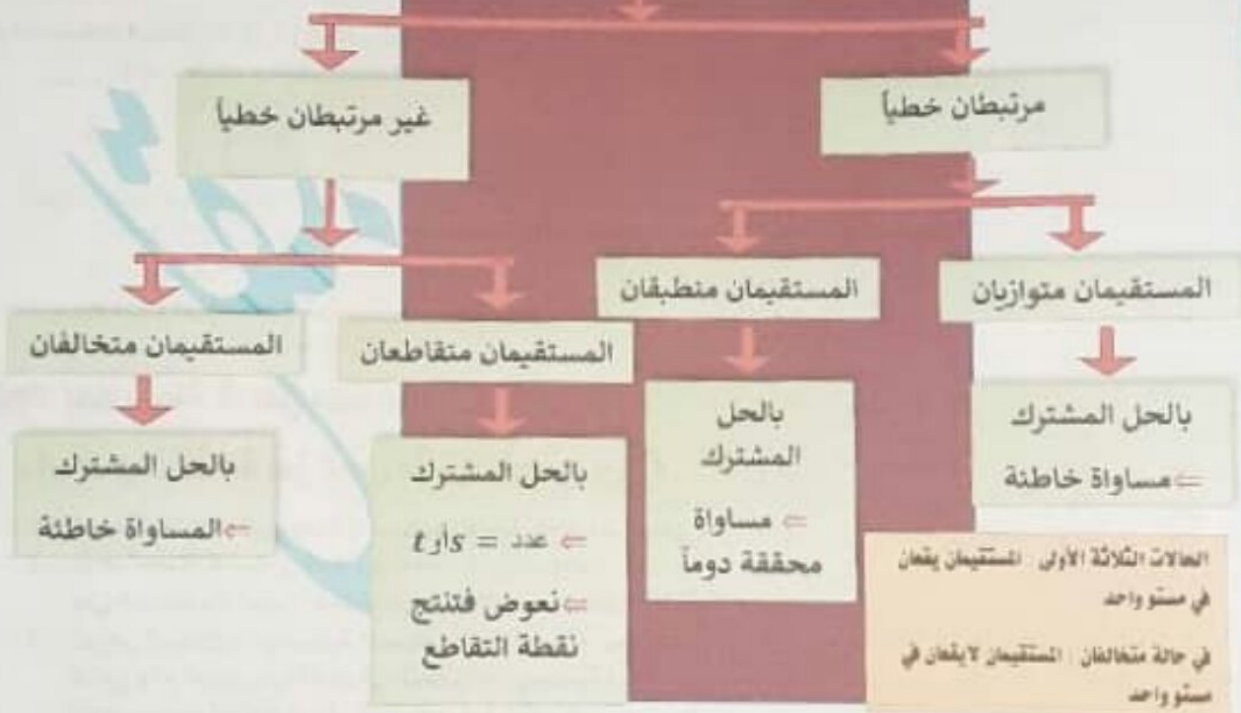 مرتبطان خطياً
غير مرتبطان خطياً
المستقيمان متوازيان
المستقيمان منطبقان
المستقيمان متقاطعان
المستقيمان متخالفان
بالحل المشترك
⇐ مساواة خاطئة
بالحل
المشترك
⇐ مساواة
محققة دوماً
بالحل المشترك
⇐ عدد = s أو t
⇐ نعوض فتنتج
نقطة التقاطع
بالحل المشترك
⇐ المساواة خاطئة
الحالات الثلاثة الأولى : المستقيمان يقعان
في مستو واحد
في حالة متخالفان : المستقيمان لا يقعان في
مستو واحد